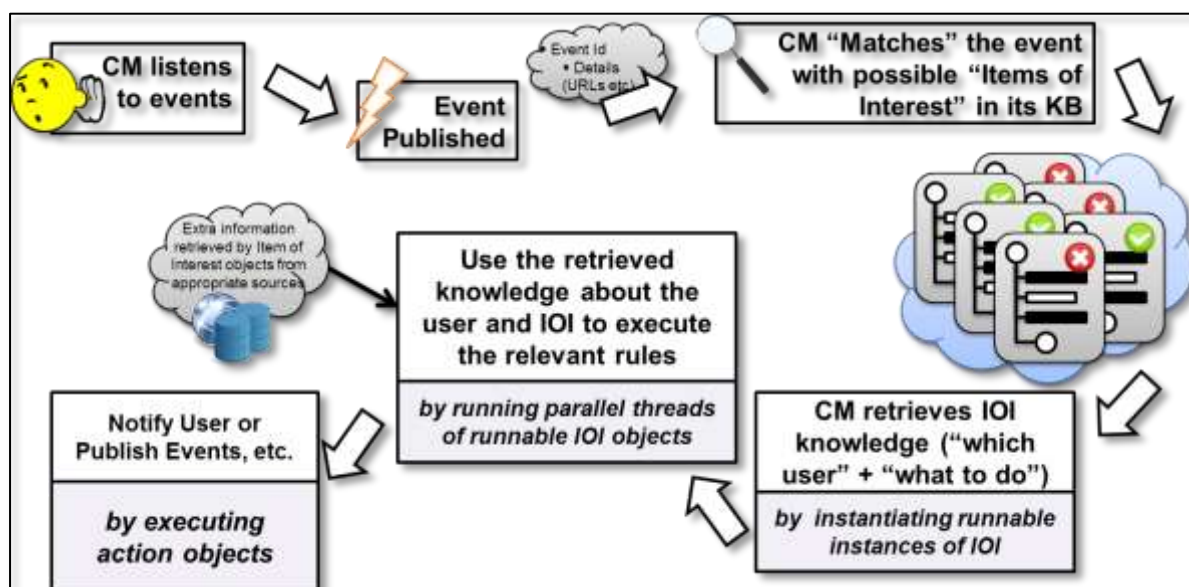 CM listens
to events
Event
Published
• Event Id
• Details
(URLs etc)
CM “Matches” the event
with possible “Items of
Interest” in its KB
Extra information
retrieved by Item of
Interest objects from
appropriate sources
Use the retrieved
knowledge about the
user and IOI to execute
the relevant rules
by running parallel threads
of runnable IOI objects
CM retrieves IOI
knowledge (“which
user” + “what to do”)
by instantiating runnable
instances of IOI
Notify User or
Publish Events, etc.
by executing
action objects